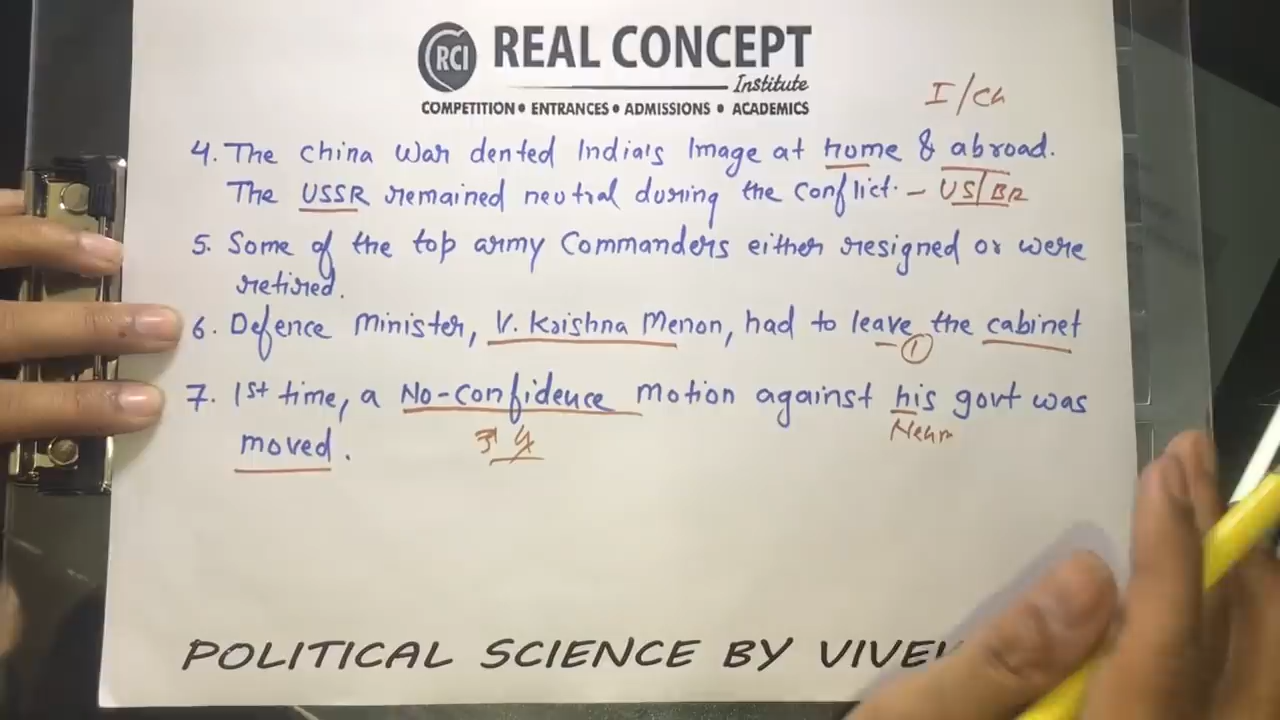 RCI REAL CONCEPT
Institute
COMPETITION • ENTRANCES • ADMISSIONS • ACADEMICS
I/Ch
4. The China War dented India's Image at home & abroad.
The USSR remained neutral during the conflict. - US/BR
5. Some of the top army Commanders either resigned or were
retired.
6. Defence Minister, V. Krishna Menon, had to leave the cabinet
1
7. 1st time, a No-confidence motion against his govt was
Nehru
moved.
POLITICAL SCIENCE BY